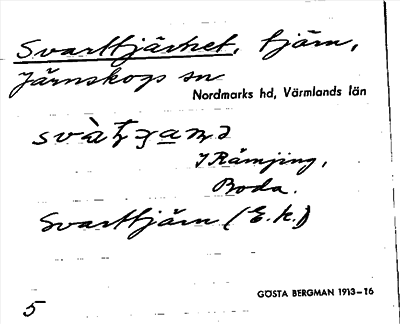 Svarttjärnet, tjärn,
Järnskogs sn
Nordmarks hd, Värmlands län
I Rämjing,
Boda.
Svarttjärn (E.k.)
5
GÖSTA BERGMAN 1913-16